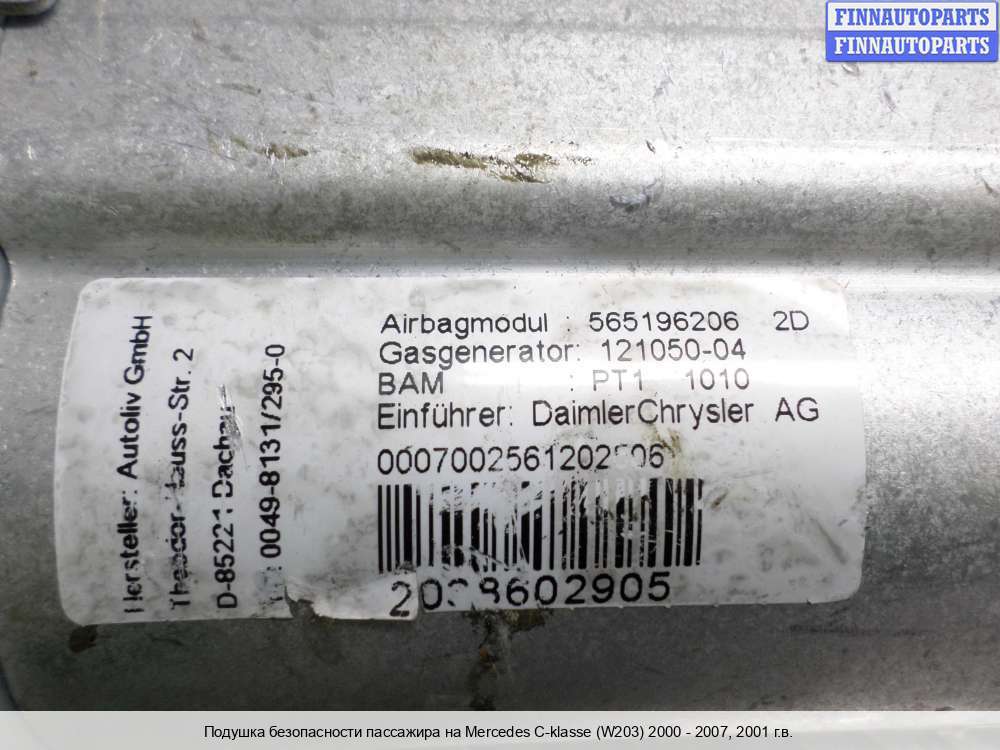 FINNAUTOPARTS
FINNAUTOPARTS
Hersteller: Autoliv GmbH
2
D-85221 Dachau
0049-8131/295-0
Airbagmodul : 565196206 2D
Gasgenerator: 121050-04
BAM : PT1 1010
Einführer: DaimlerChrysler AG
Подушка безопасности пассажира на Mercedes C-klasse (W203) 2000 - 2007, 2001 г.в.